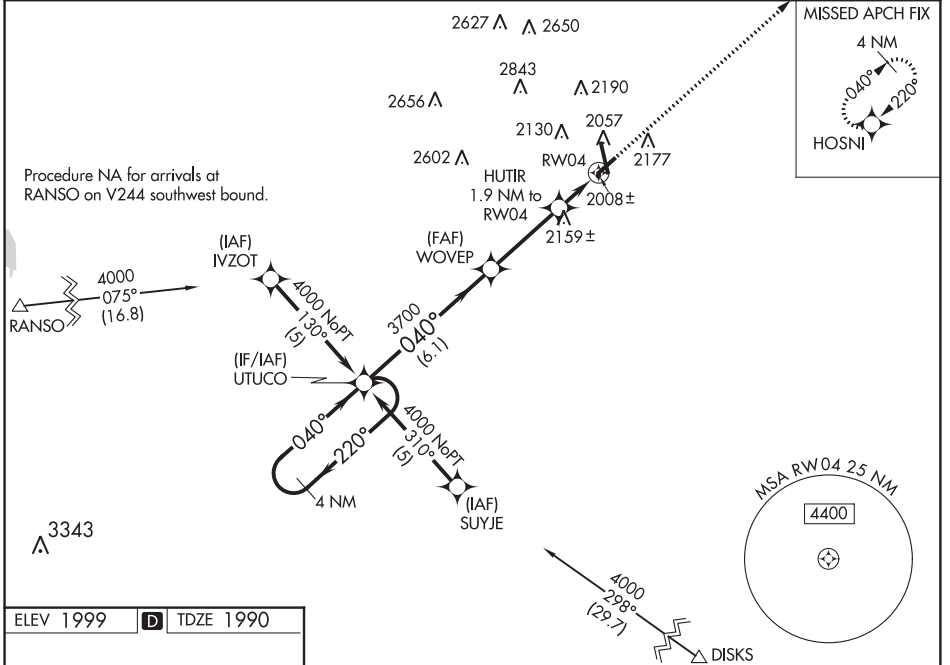 2627
2650
MISSED APCH FIX
4 NM
040°
220°
HOSNI
2843
2190
2656
2130
2057
2602
RW04
2177
Procedure NA for arrivals at
RANSO on V244 southwest bound.
HUTIR
1.9 NM to
RW04
2008±
2159±
(FAF)
WOVEP
(IAF)
IVZOT
4000
075°
(16.8)
RANSO
4000 NoPT
130°
(5)
3700
040°
(6.1)
(IF/IAF)
UTUCO
040°
220°
4 NM
4000 NoPT
310°
(5)
(IAF)
SUYJE
MSA RW04 25 NM
4400
3343
4000
298°
(29.7)
DISKS
ELEV 1999
D
TDZE 1990